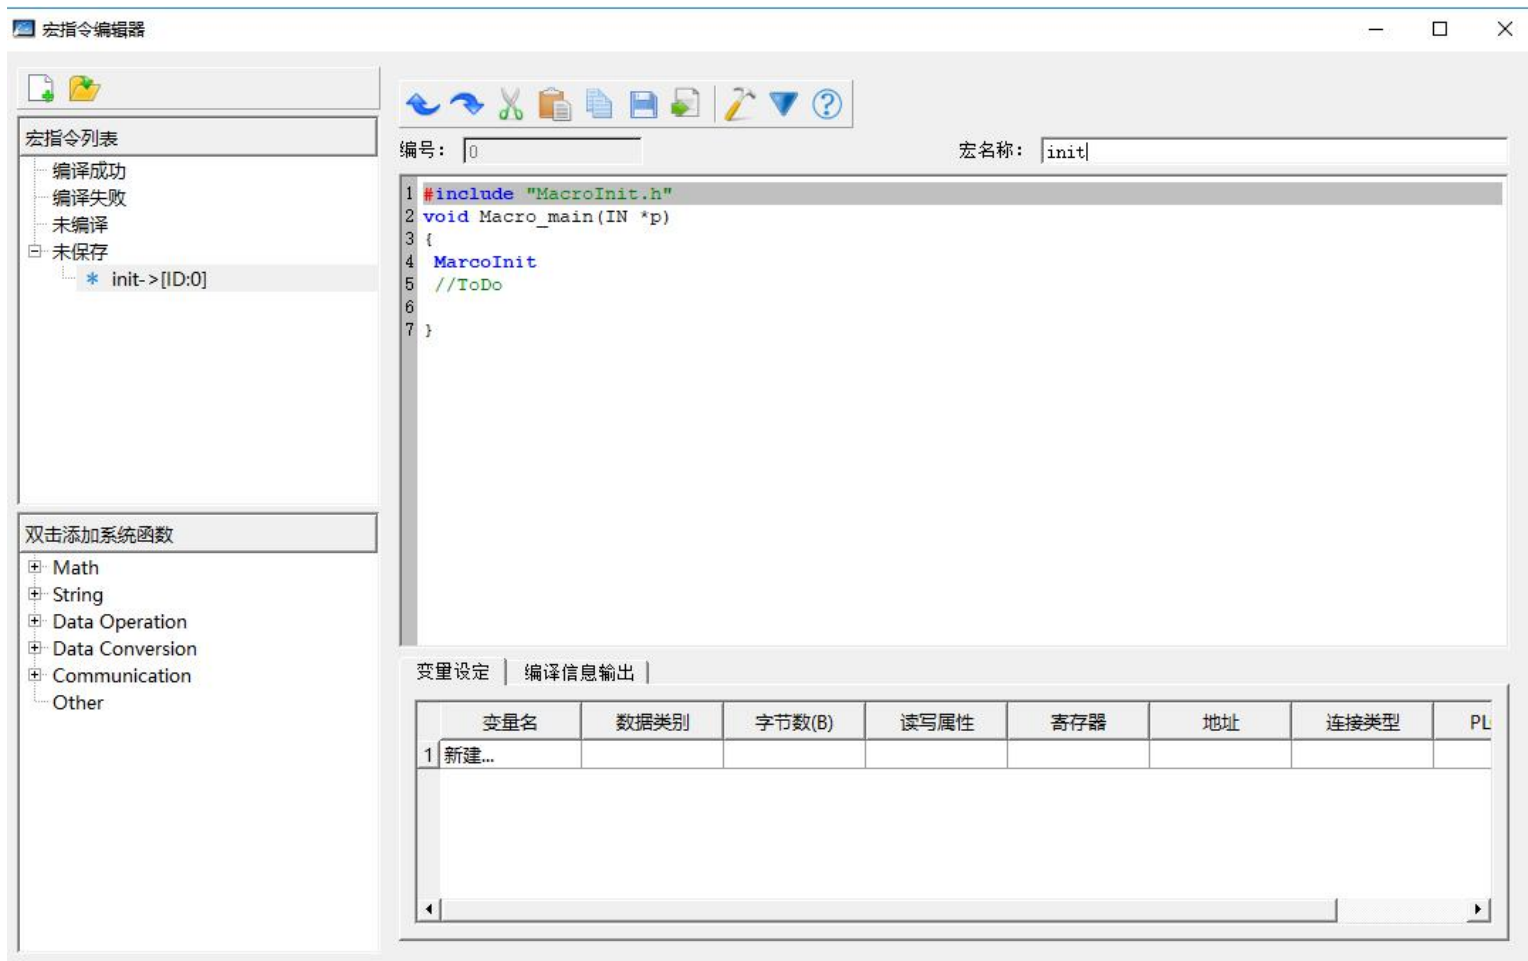 宏指令编辑器
宏指令列表
编译成功
编译失败
未编译
未保存
* init->[ID:0]
双击添加系统函数
Math
String
Data Operation
Data Conversion
Communication
Other
编号: 0 宏名称: init
1 #include "MacroInit.h"
2 void Macro_main(IN *p)
3 {
4 MarcoInit
5 //ToDo
6
7 }
变量设定 编译信息输出
变量名 数据类别 字节数(B) 读写属性 寄存器 地址 连接类型 PL
1 新建...